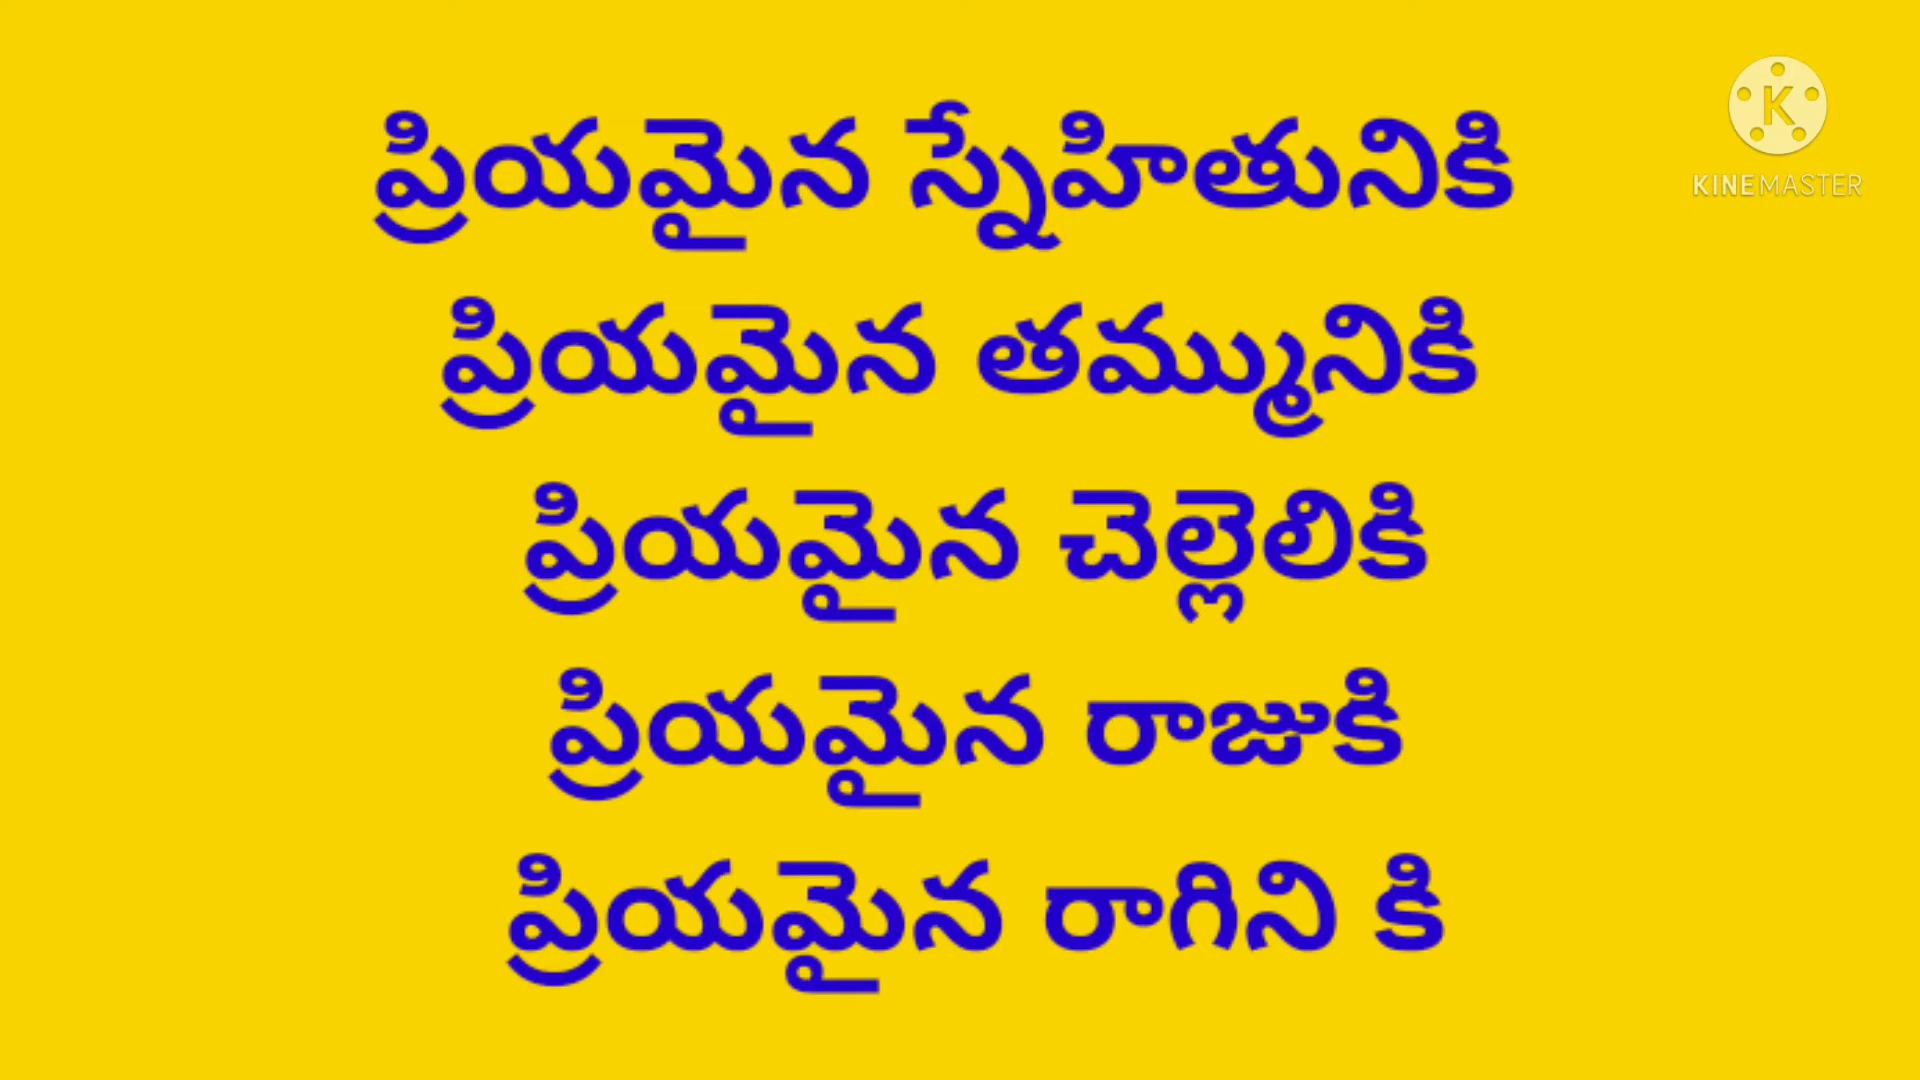 ప్రియమైన స్నేహితునికి
ప్రియమైన తమ్మునికి
ప్రియమైన చెల్లెలికి
ప్రియమైన రాజుకి
ప్రియమైన రాగిని కి
K
KINEMASTER